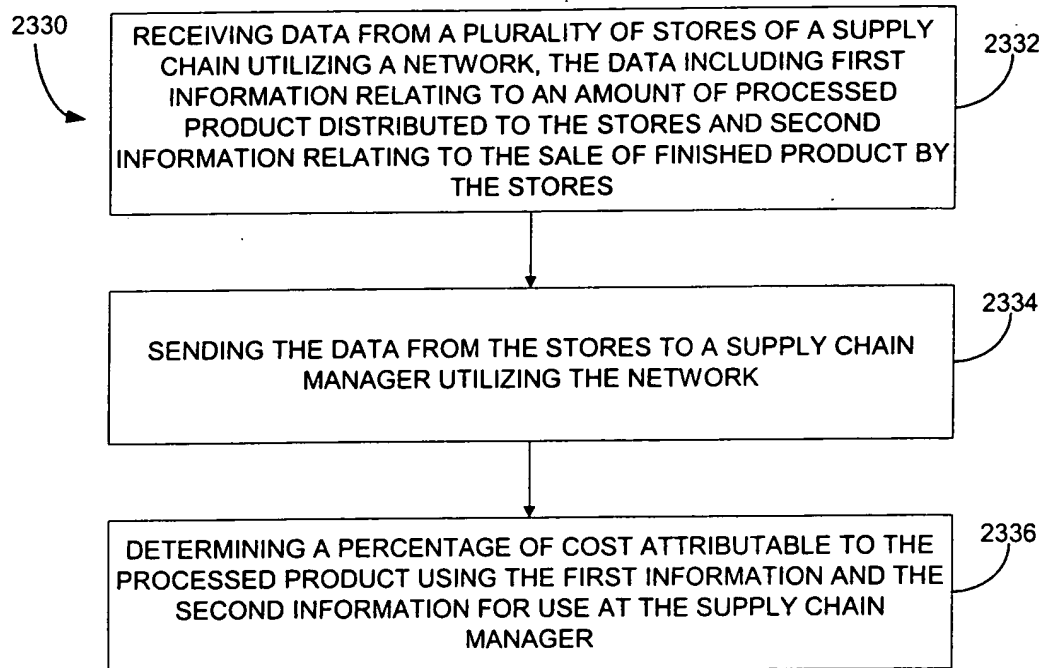 2330
RECEIVING DATA FROM A PLURALITY OF STORES OF A SUPPLY
CHAIN UTILIZING A NETWORK, THE DATA INCLUDING FIRST
INFORMATION RELATING TO AN AMOUNT OF PROCESSED
PRODUCT DISTRIBUTED TO THE STORES AND SECOND
INFORMATION RELATING TO THE SALE OF FINISHED PRODUCT BY
THE STORES
2332
SENDING THE DATA FROM THE STORES TO A SUPPLY CHAIN
MANAGER UTILIZING THE NETWORK
2334
DETERMINING A PERCENTAGE OF COST ATTRIBUTABLE TO THE
PROCESSED PRODUCT USING THE FIRST INFORMATION AND THE
SECOND INFORMATION FOR USE AT THE SUPPLY CHAIN
MANAGER
2336